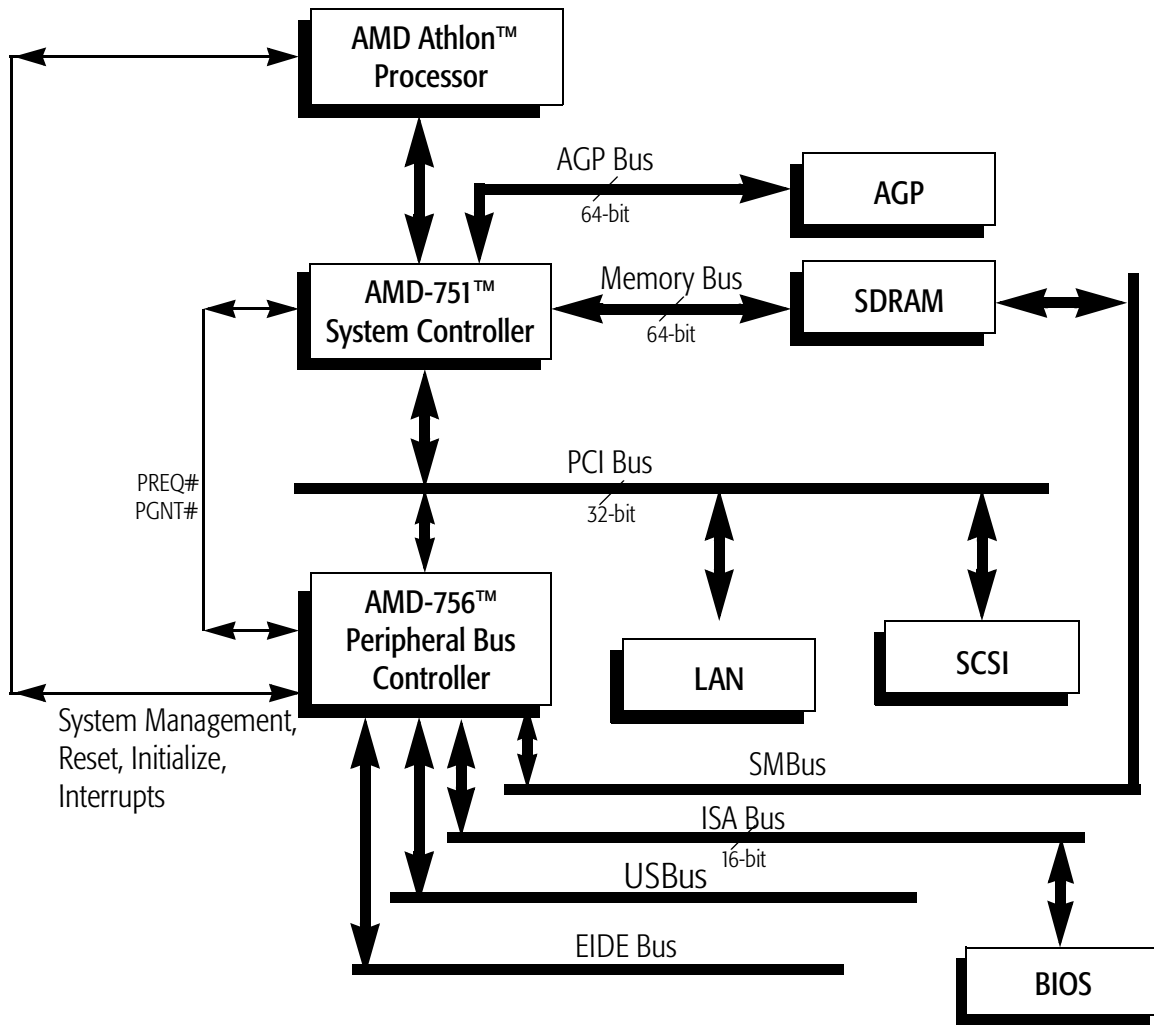 AMD Athlon™
Processor
AGP Bus
64-bit
AGP
AMD-751™
System Controller
Memory Bus
64-bit
SDRAM
PREQ#
PGNT#
PCI Bus
32-bit
AMD-756™
Peripheral Bus
Controller
LAN
SCSI
System Management,
Reset, Initialize,
Interrupts
SMBus
ISA Bus
16-bit
USBus
EIDE Bus
BIOS